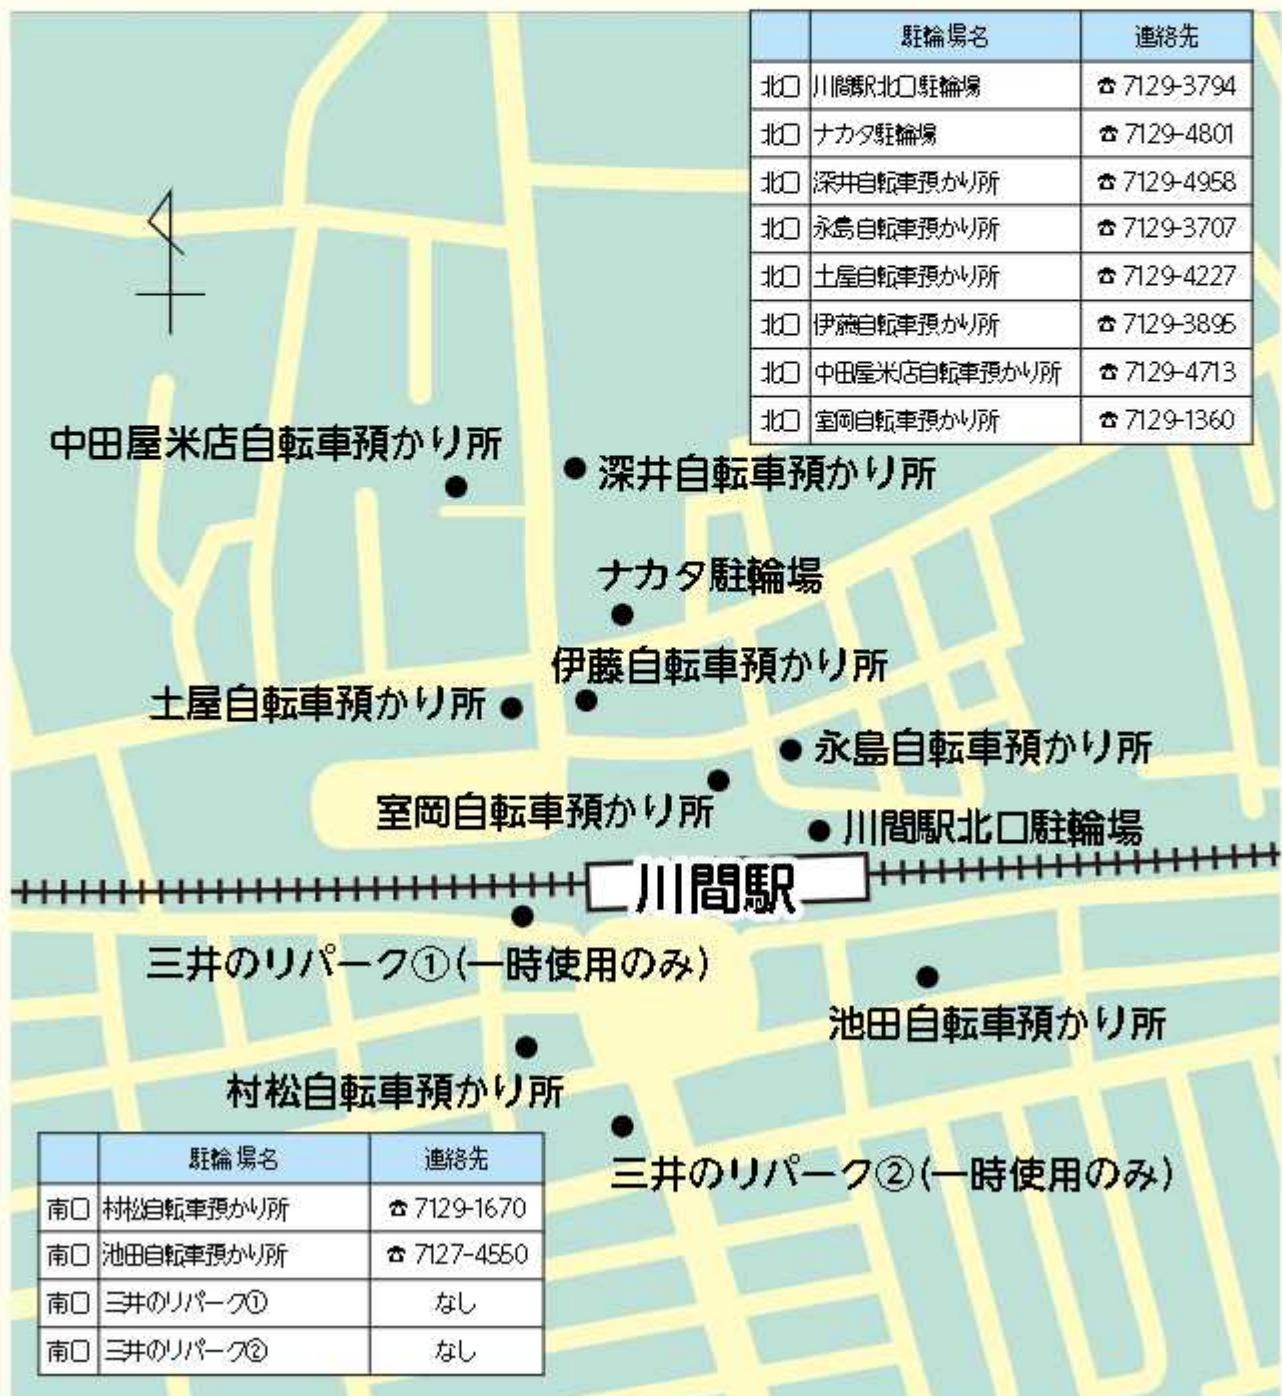 駐輪場名 連絡先
北口 川間駅北口駐輪場 ☎ 7129-3794
北口 ナカタ駐輪場 ☎ 7129-4801
北口 深井自転車預かり所 ☎ 7129-4958
北口 永島自転車預かり所 ☎ 7129-3707
北口 土屋自転車預かり所 ☎ 7129-4227
北口 伊藤自転車預かり所 ☎ 7129-3895
北口 中田屋米店自転車預かり所 ☎ 7129-4713
北口 室岡自転車預かり所 ☎ 7129-1360
中田屋米店自転車預かり所
深井自転車預かり所
ナカタ駐輪場
伊藤自転車預かり所
土屋自転車預かり所
永島自転車預かり所
室岡自転車預かり所
川間駅北口駐輪場
川間駅
三井のリパーク①(一時使用のみ)
池田自転車預かり所
村松自転車預かり所
三井のリパーク②(一時使用のみ)
駐輪場名 連絡先
南口 村松自転車預かり所 ☎ 7129-1670
南口 池田自転車預かり所 ☎ 7127-4550
南口 三井のリパーク① なし
南口 三井のリパーク② なし